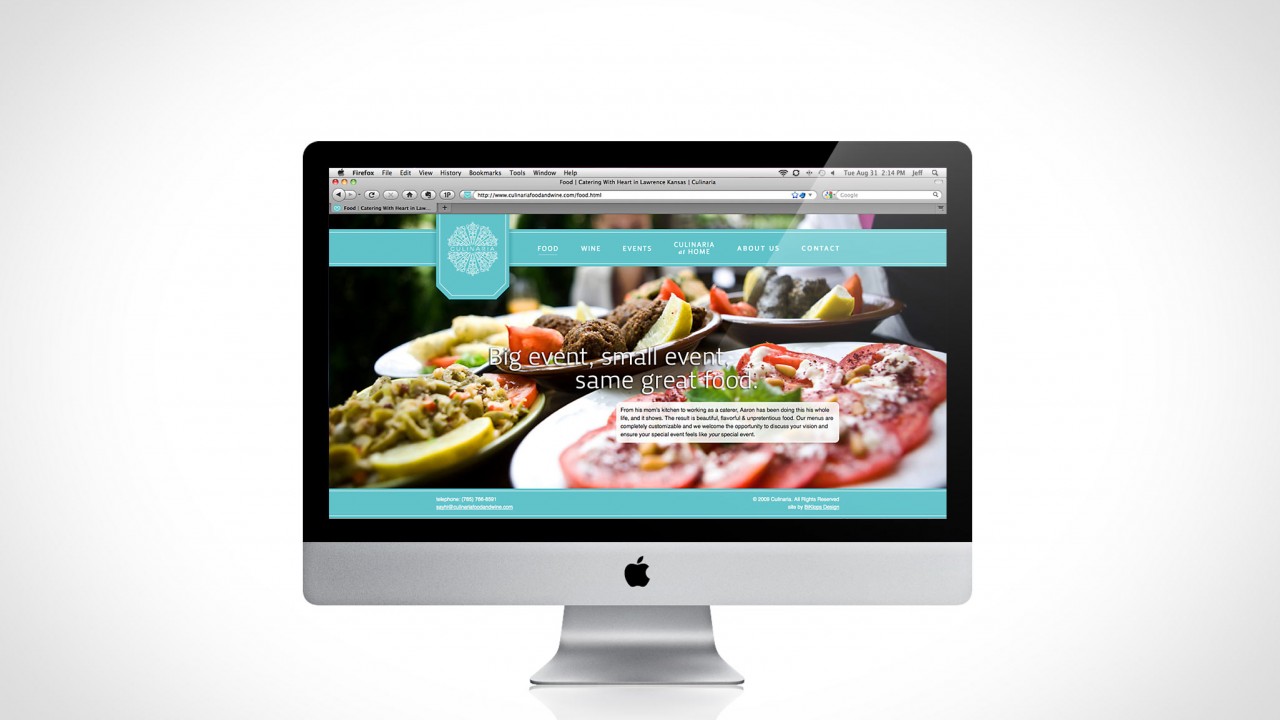 Firefox File Edit View History Bookmarks Tools Window Help Tue Aug 31 2:14 PM Jeff
Food | Catering With Heart in Lawrence Kansas | Culinaria
1P http://www.culinariafoodandwine.com/food.html Google
Food | Catering With Heart in Law...
CULINARIA
FOOD WINE EVENTS CULINARIA at HOME ABOUT US CONTACT
Big event, small event,
same great food.
From his mom's kitchen to working as a caterer, Aaron has been doing this his whole
life, and it shows. The result is beautiful, flavorful & unpretentious food. Our menus are
completely customizable and we welcome the opportunity to discuss your vision and
ensure your special event feels like your special event.
telephone: (785) 766-8591 © 2009 Culinaria. All Rights Reserved
sayhi@culinariafoodandwine.com site by
Design